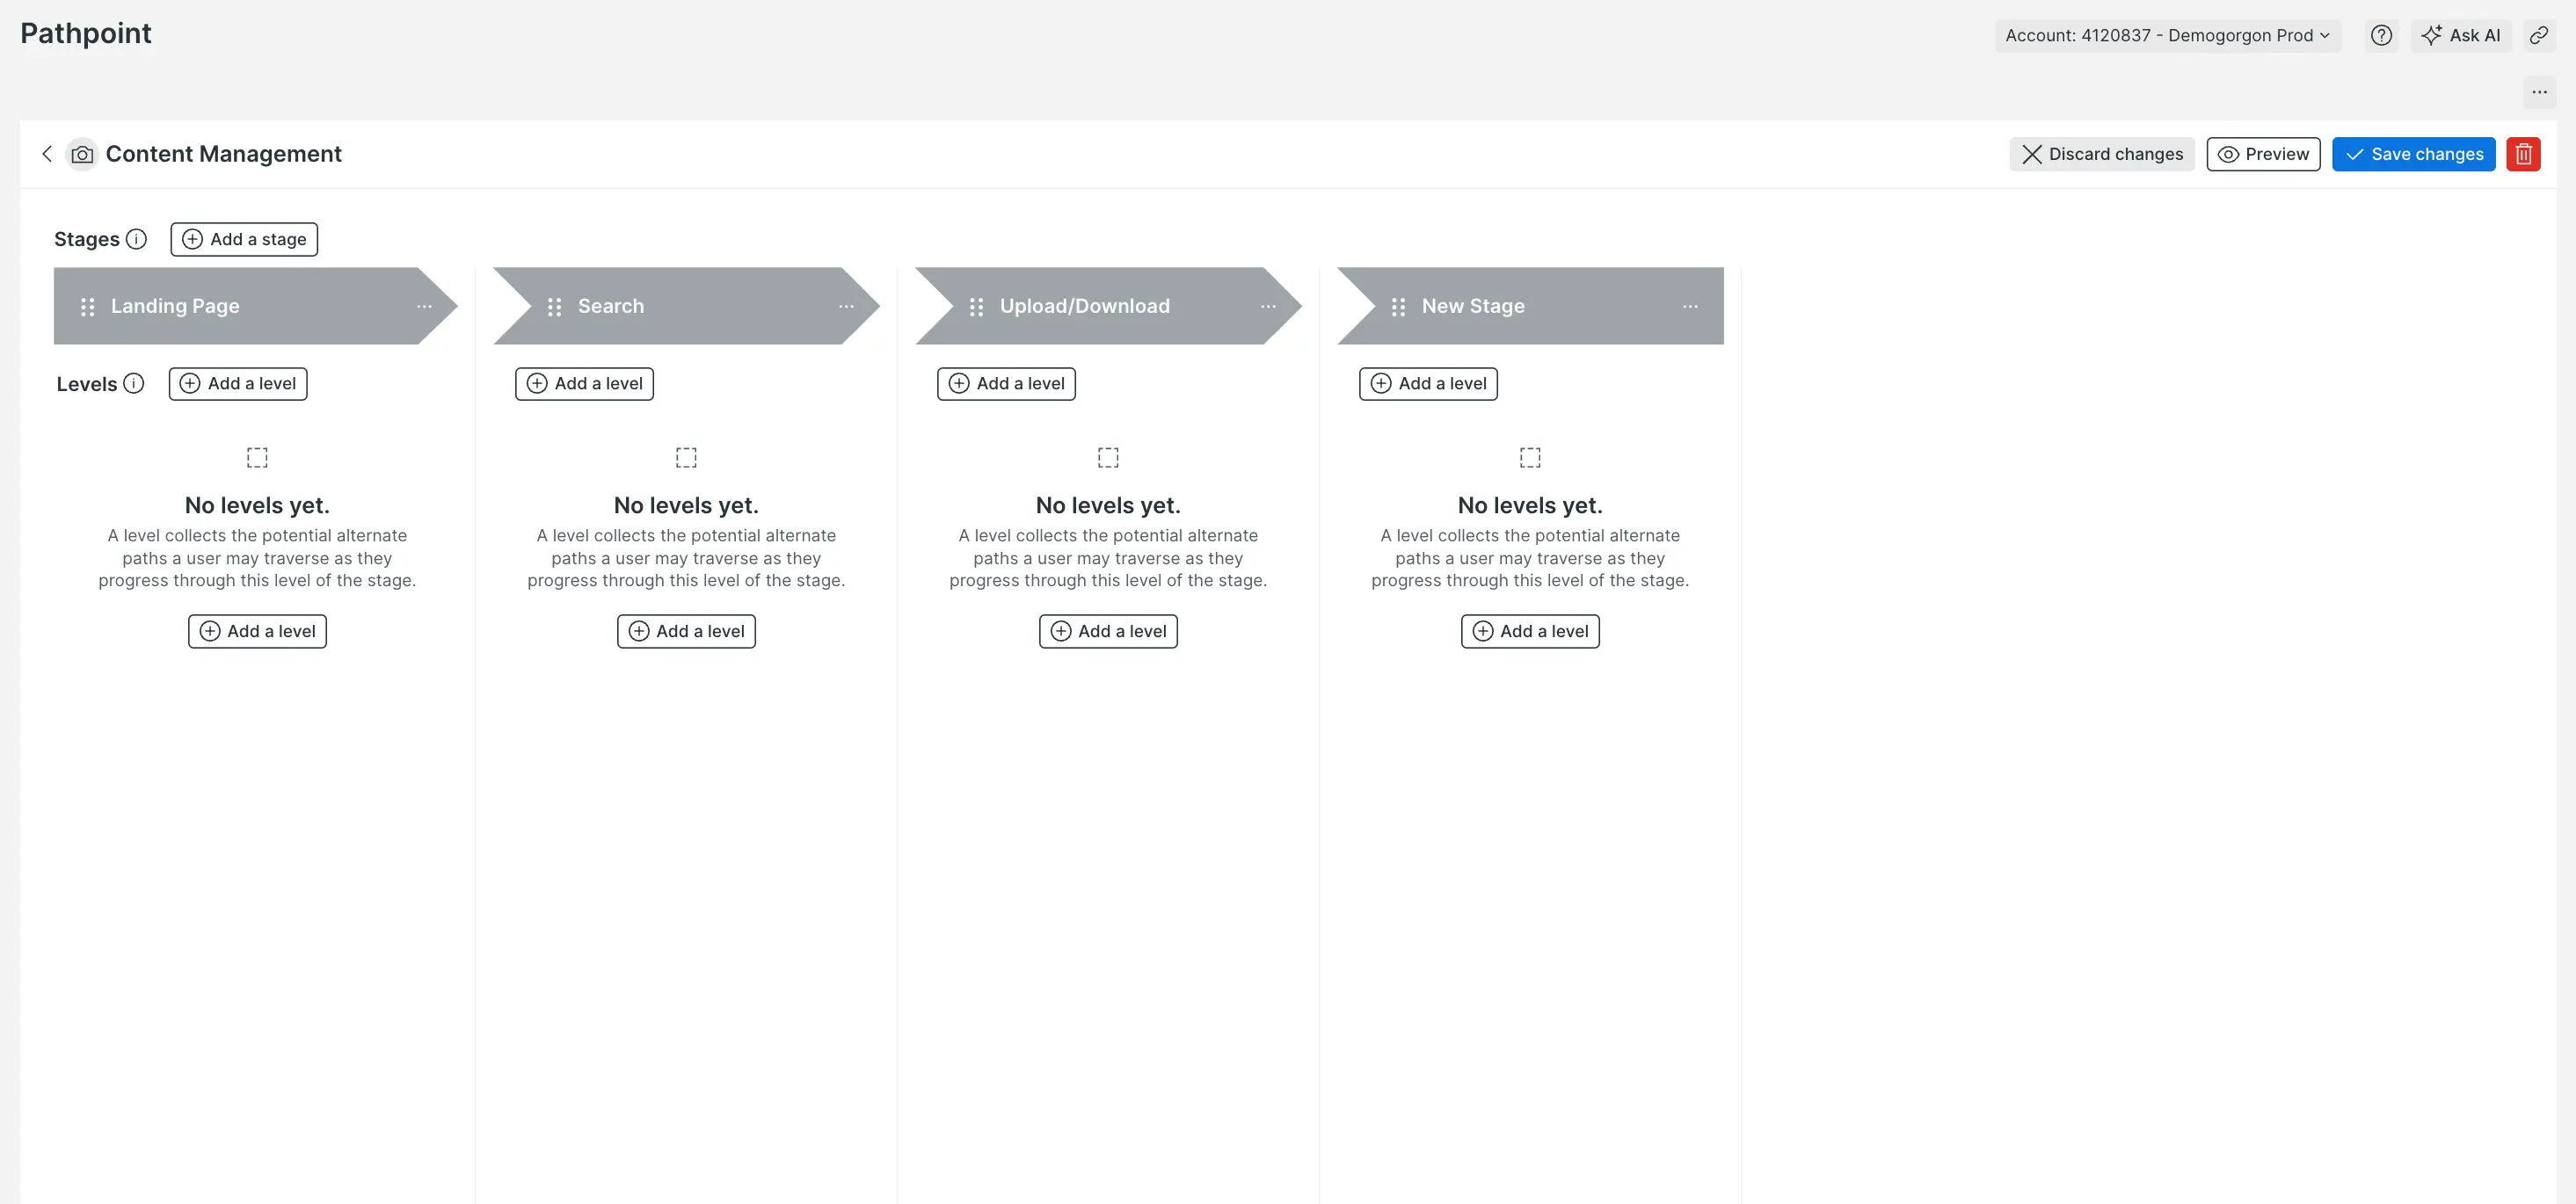 Pathpoint
Account: 4120837 - Demogorgon Prod
Ask AI
Content Management
Discard changes
Preview
Save changes
Stages
Add a stage
Landing Page
Search
Upload/Download
New Stage
Levels
Add a level
Add a level
Add a level
Add a level
No levels yet.
A level collects the potential alternate
paths a user may traverse as they
progress through this level of the stage.
Add a level
No levels yet.
A level collects the potential alternate
paths a user may traverse as they
progress through this level of the stage.
Add a level
No levels yet.
A level collects the potential alternate
paths a user may traverse as they
progress through this level of the stage.
Add a level
No levels yet.
A level collects the potential alternate
paths a user may traverse as they
progress through this level of the stage.
Add a level